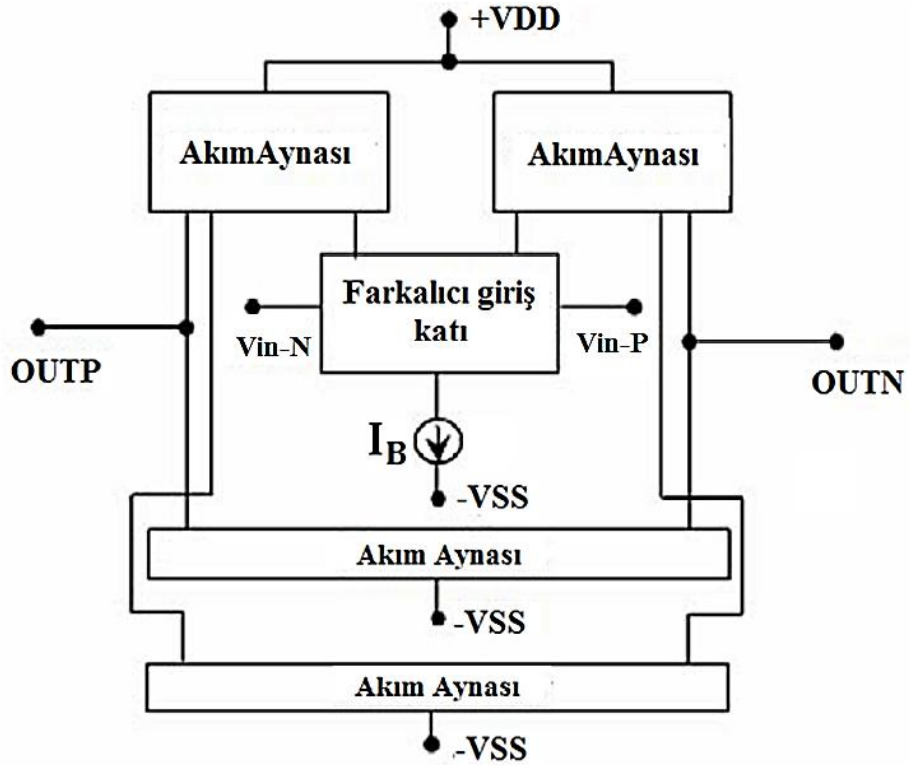 +VDD
AkımAynası
AkımAynası
Farkalıcı giriş
katı
Vin-N
Vin-P
OUTP
OUTN
IB
-VSS
Akım Aynası
-VSS
Akım Aynası
-VSS